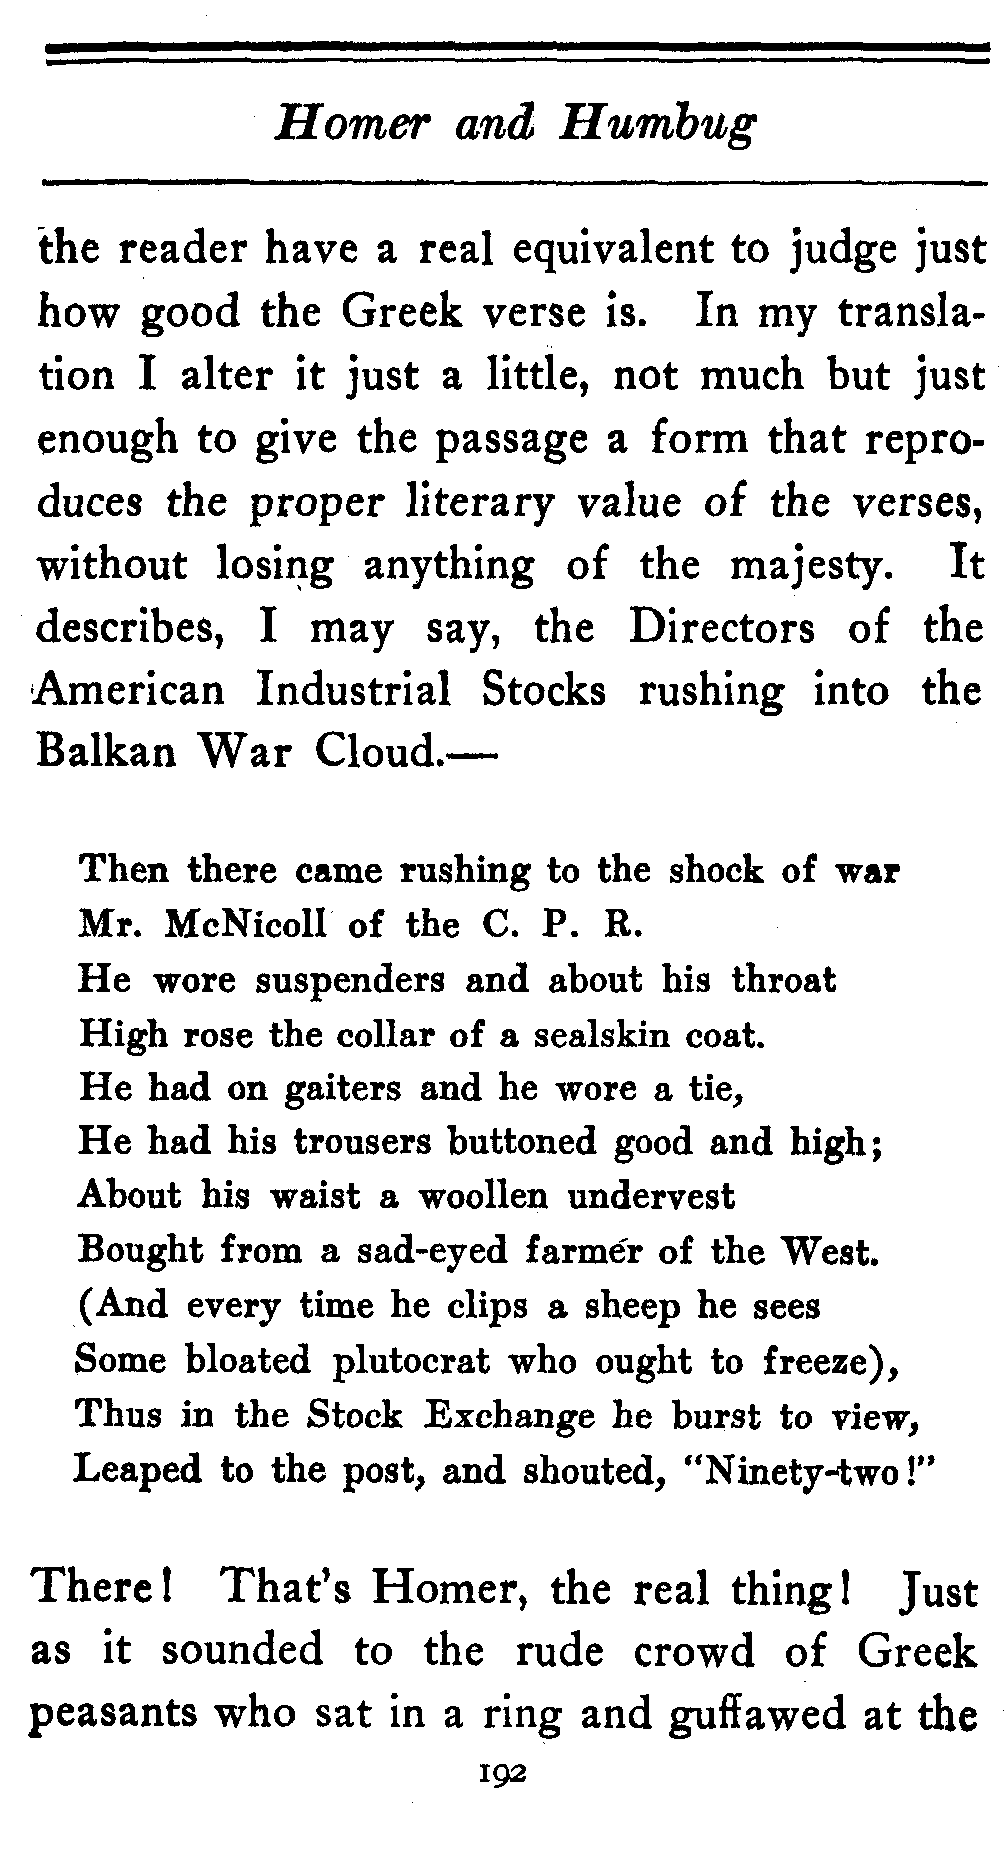 Homer and Humbug
the reader have a real equivalent to judge just
how good the Greek verse is. In my transla-
tion I alter it just a little, not much but just
enough to give the passage a form that repro-
duces the proper literary value of the verses,
without losing anything of the majesty. It
describes, I may say, the Directors of the
American Industrial Stocks rushing into the
Balkan War Cloud.—
Then there came rushing to the shock of war
Mr. McNicoll of the C. P. R.
He wore suspenders and about his throat
High rose the collar of a sealskin coat.
He had on gaiters and he wore a tie,
He had his trousers buttoned good and high;
About his waist a woollen undervest
Bought from a sad-eyed farmer of the West.
(And every time he clips a sheep he sees
Some bloated plutocrat who ought to freeze),
Thus in the Stock Exchange he burst to view,
Leaped to the post, and shouted, "Ninety-two!"
There! That's Homer, the real thing! Just
as it sounded to the rude crowd of Greek
peasants who sat in a ring and guffawed at the
192